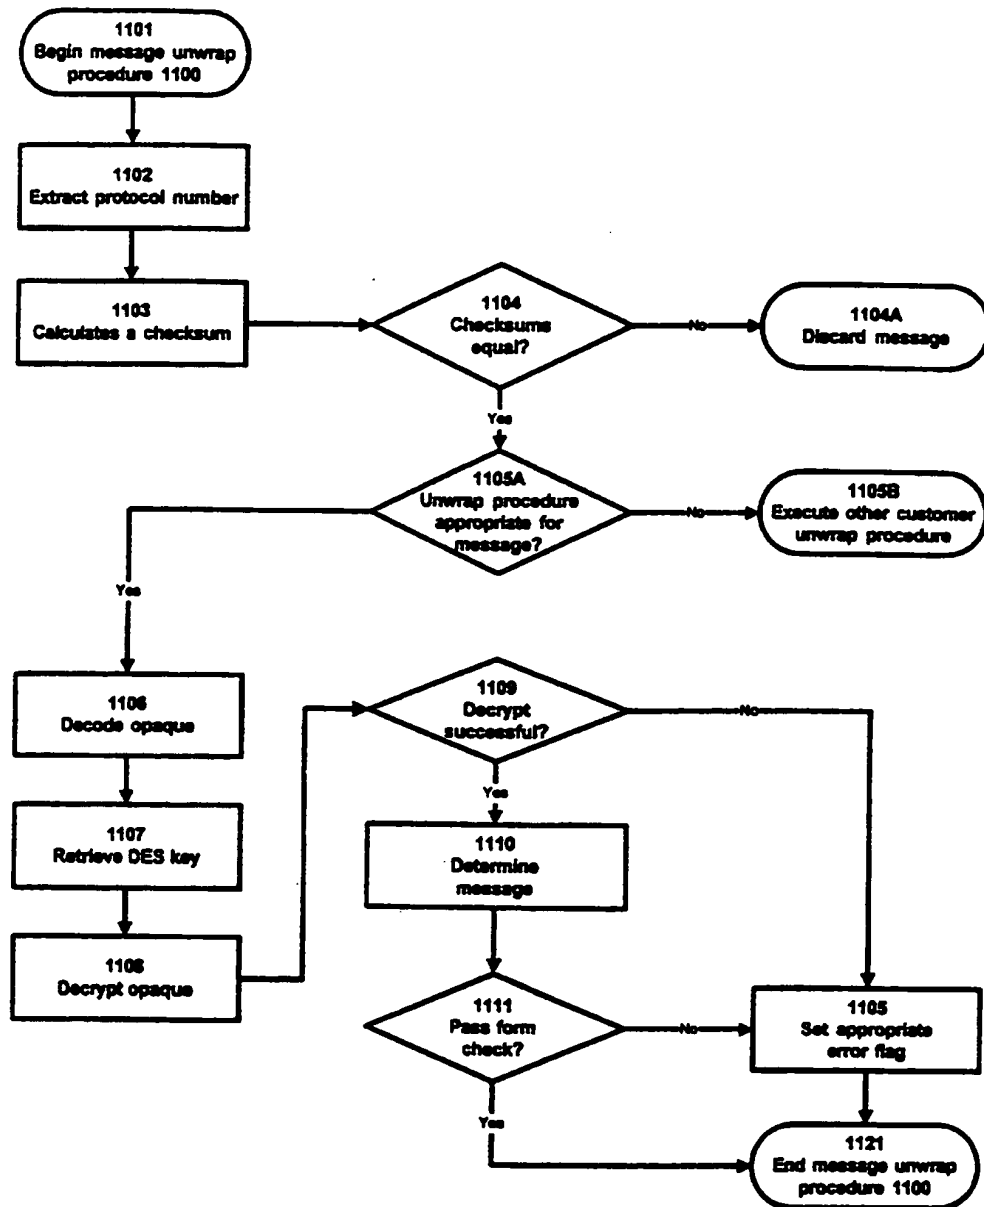 1101
Begin message unwrap
procedure 1100
1102
Extract protocol number
1103
Calculates a checksum
1104
Checksums
equal?
No
1104A
Discard message
Yes
1105A
Unwrap procedure
appropriate for
message?
No
1105B
Execute other customer
unwrap procedure
Yes
1106
Decode opaque
1107
Retrieve DES key
1108
Decrypt opaque
1109
Decrypt
successful?
No
Yes
1110
Determine
message
1111
Pass form
check?
No
1105
Set appropriate
error flag
Yes
1121
End message unwrap
procedure 1100